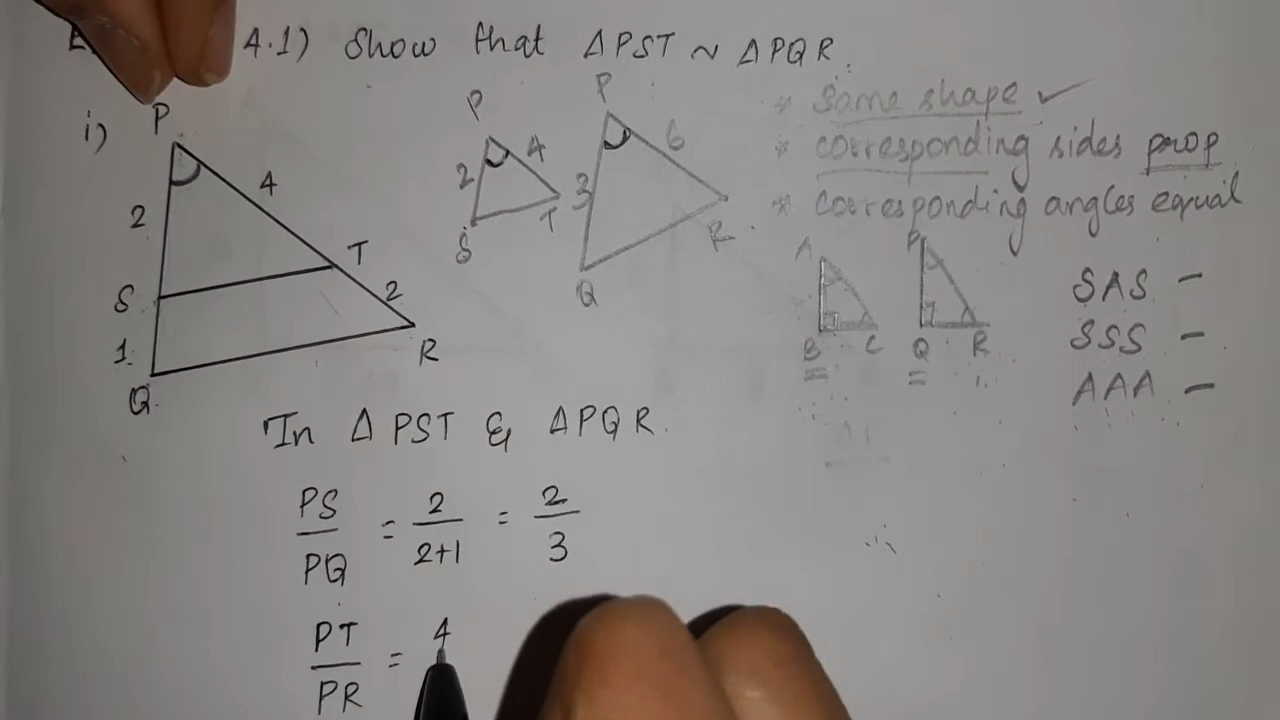 4.1) Show that ΔPST ~ ΔPQR.
i)
P
2
4
S
T
1.
2
Q
R
P
2
4
S
T
P
3
6
Q
R
* Same shape ✓
* corresponding sides prop
* corresponding angles equal
A
B
C
P
Q
R
SAS –
SSS –
AAA –
In ΔPST & ΔPQR.
PS/PQ = 2/2+1 = 2/3
PT/PR = 4